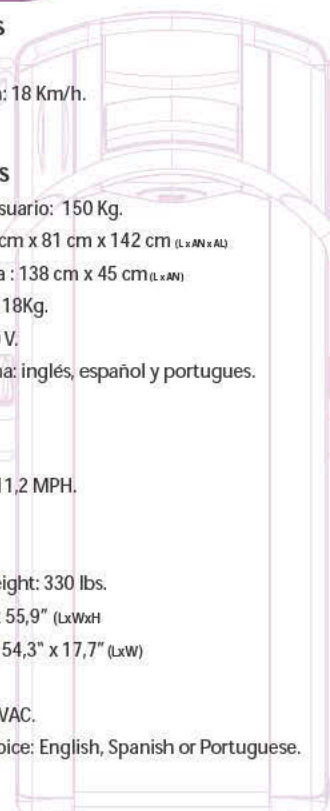 s
: 18 Km/h.
s
suario: 150 Kg.
cm x 81 cm x 142 cm (LxANxAL)
a : 138 cm x 45 cm (LxAN)
18Kg.
V.
na: inglés, español y portugues.
11,2 MPH.
eight: 330 lbs.
x 55,9" (LxWxH
54,3" x 17,7" (LxW)
VAC.
oice: English, Spanish or Portuguese.